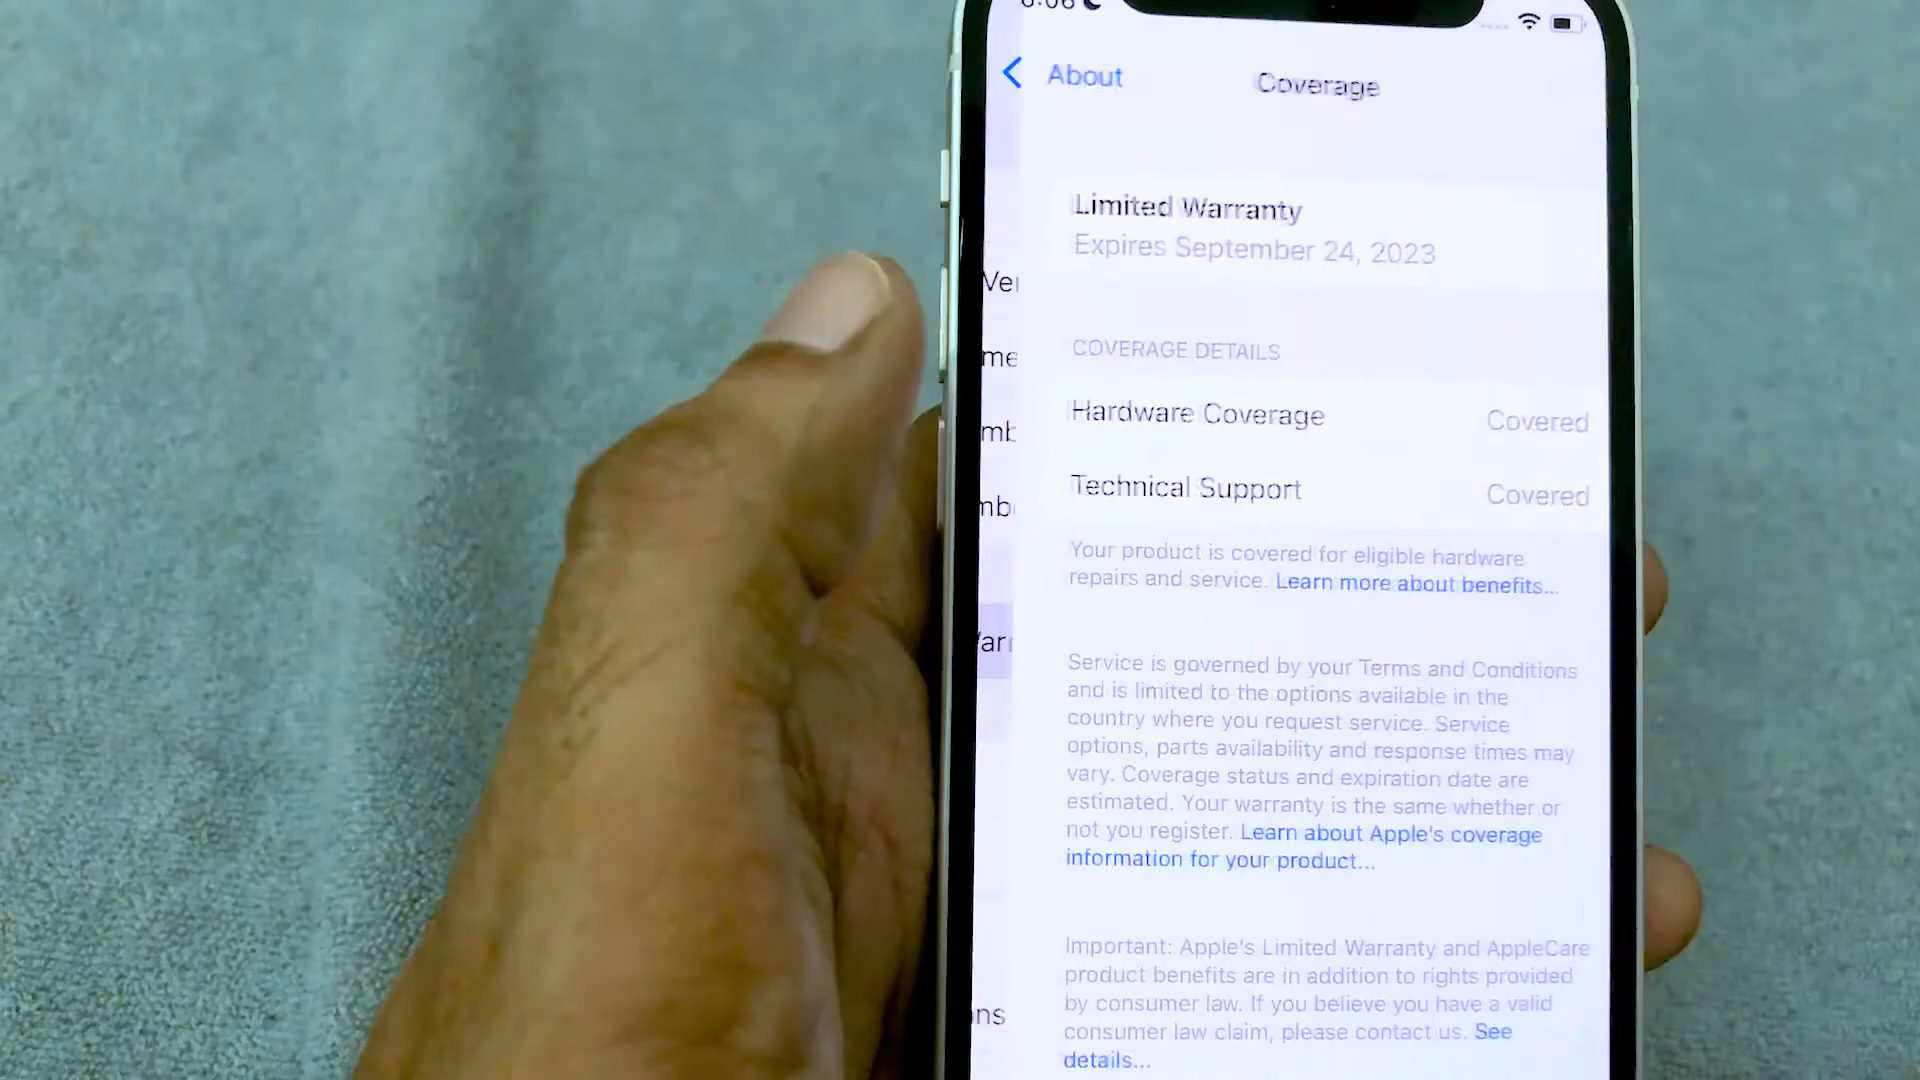 6:06
About
Coverage
Limited Warranty
Expires September 24, 2023
COVERAGE DETAILS
Hardware Coverage Covered
Technical Support Covered
Your product is covered for eligible hardware
repairs and service. Learn more about benefits...
Service is governed by your Terms and Conditions
and is limited to the options available in the
country where you request service. Service
options, parts availability and response times may
vary. Coverage status and expiration date are
estimated. Your warranty is the same whether or
not you register. Learn about Apple's coverage
information for your product...
Important: Apple's Limited Warranty and AppleCare
product benefits are in addition to rights provided
by consumer law. If you believe you have a valid
consumer law claim, please contact us. See
details...